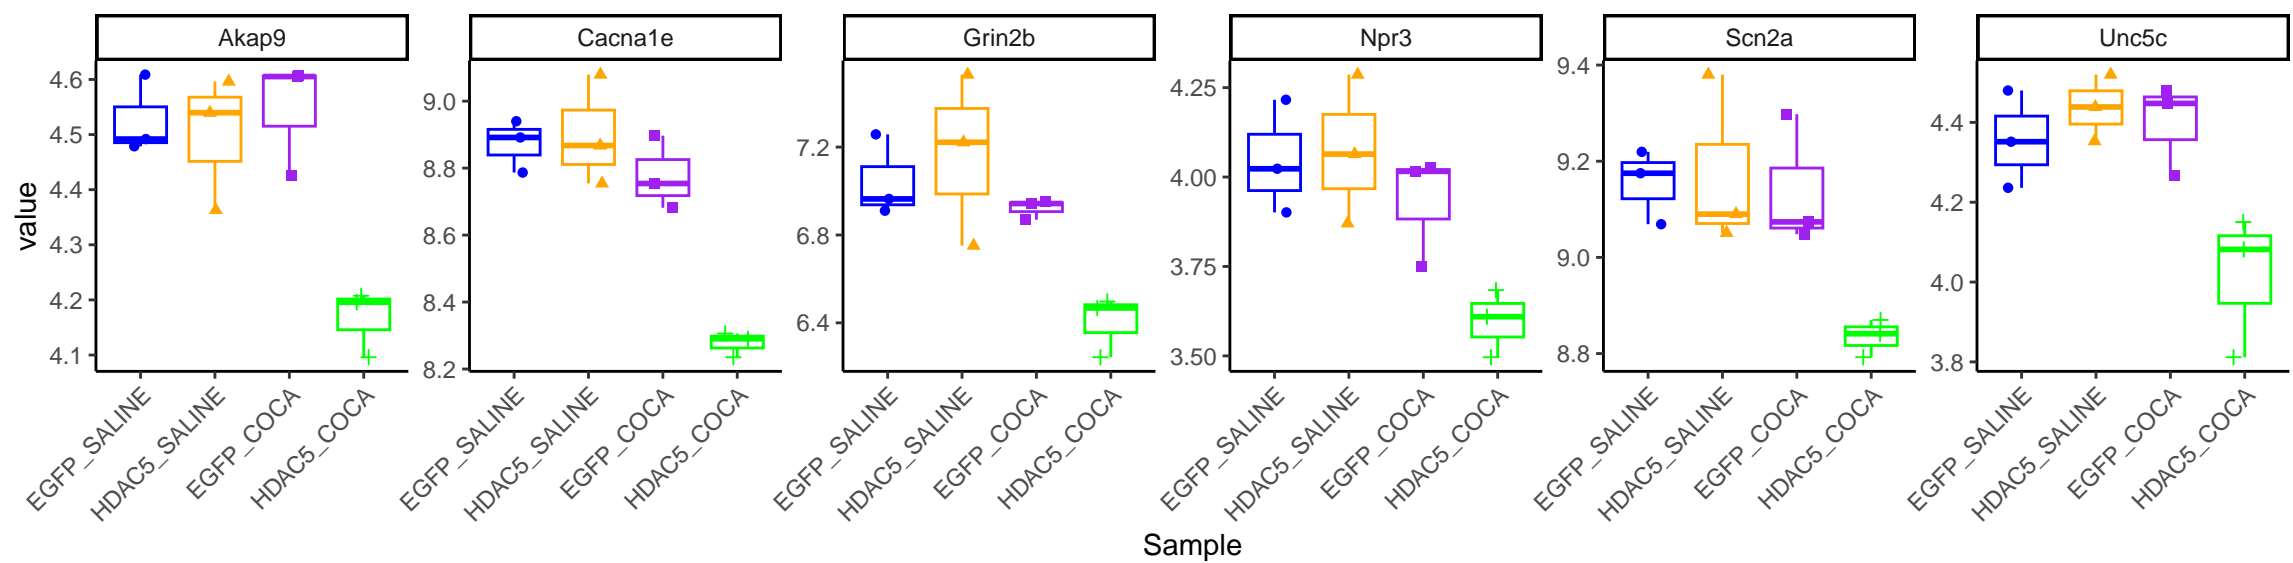 Akap9 Cacna1e Grin2b Npr3 Scn2a Unc5c
value
4.6
4.5
4.4
4.3
4.2
4.1
9.0
8.8
8.6
8.4
8.2
7.2
6.8
6.4
4.25
4.00
3.75
3.50
9.4
9.2
9.0
8.8
4.4
4.2
4.0
3.8
EGFP_SALINE HDAC5_SALINE EGFP_COCA HDAC5_COCA
EGFP_SALINE HDAC5_SALINE EGFP_COCA HDAC5_COCA
EGFP_SALINE HDAC5_SALINE EGFP_COCA HDAC5_COCA
EGFP_SALINE HDAC5_SALINE EGFP_COCA HDAC5_COCA
EGFP_SALINE HDAC5_SALINE EGFP_COCA HDAC5_COCA
EGFP_SALINE HDAC5_SALINE EGFP_COCA HDAC5_COCA
Sample